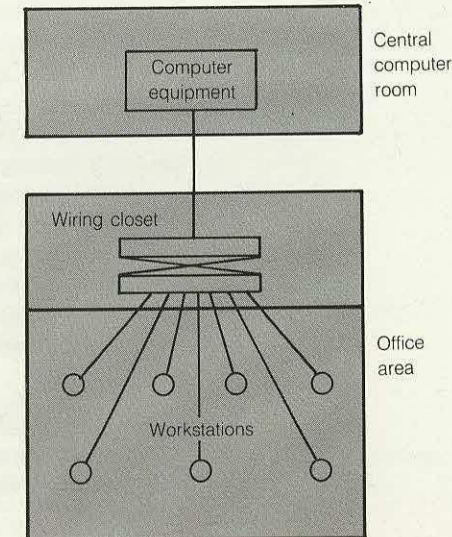 Central
computer
room
Computer
equipment
Wiring closet
Office
area
Workstations